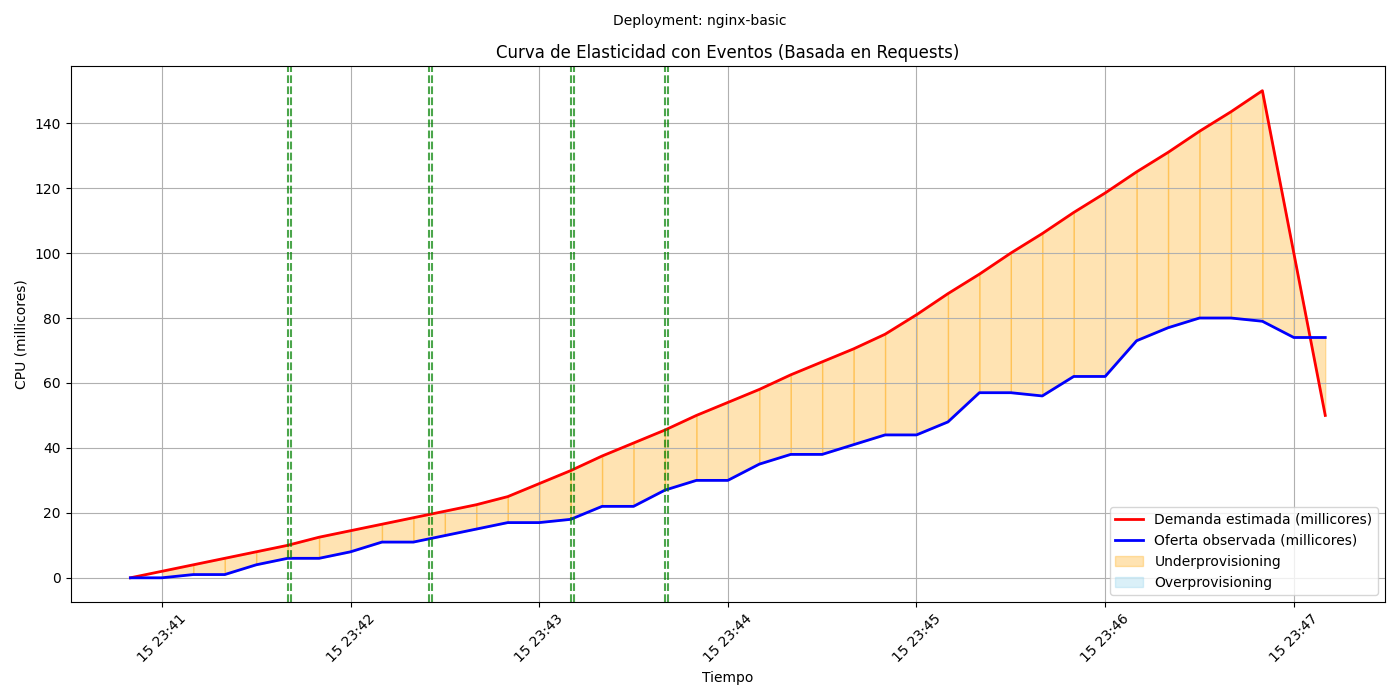 Deployment: nginx-basic
Curva de Elasticidad con Eventos (Basada en Requests)
CPU (millicores)
140
120
100
80
60
40
20
0
15 23:41
15 23:42
15 23:43
15 23:44
15 23:45
15 23:46
15 23:47
Tiempo
Demanda estimada (millicores)
Oferta observada (millicores)
Underprovisioning
Overprovisioning